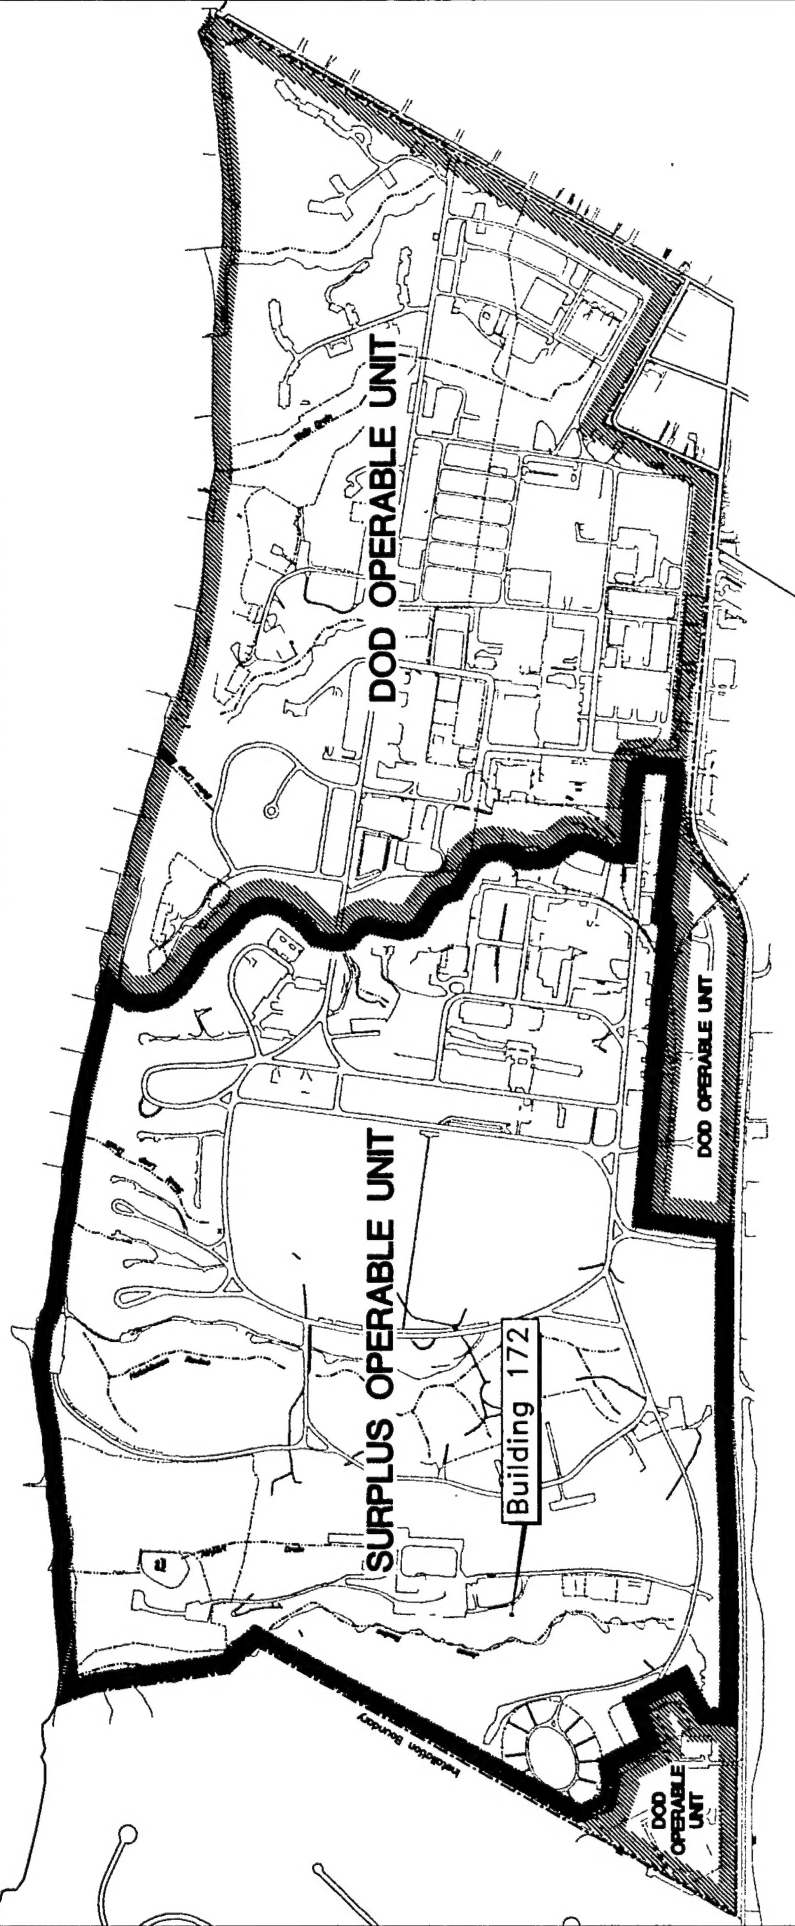 DOD OPERABLE UNIT
DOD OPERABLE UNIT
SURPLUS OPERABLE UNIT
Building 172
Installation Boundary
DOD
OPERABLE
UNIT